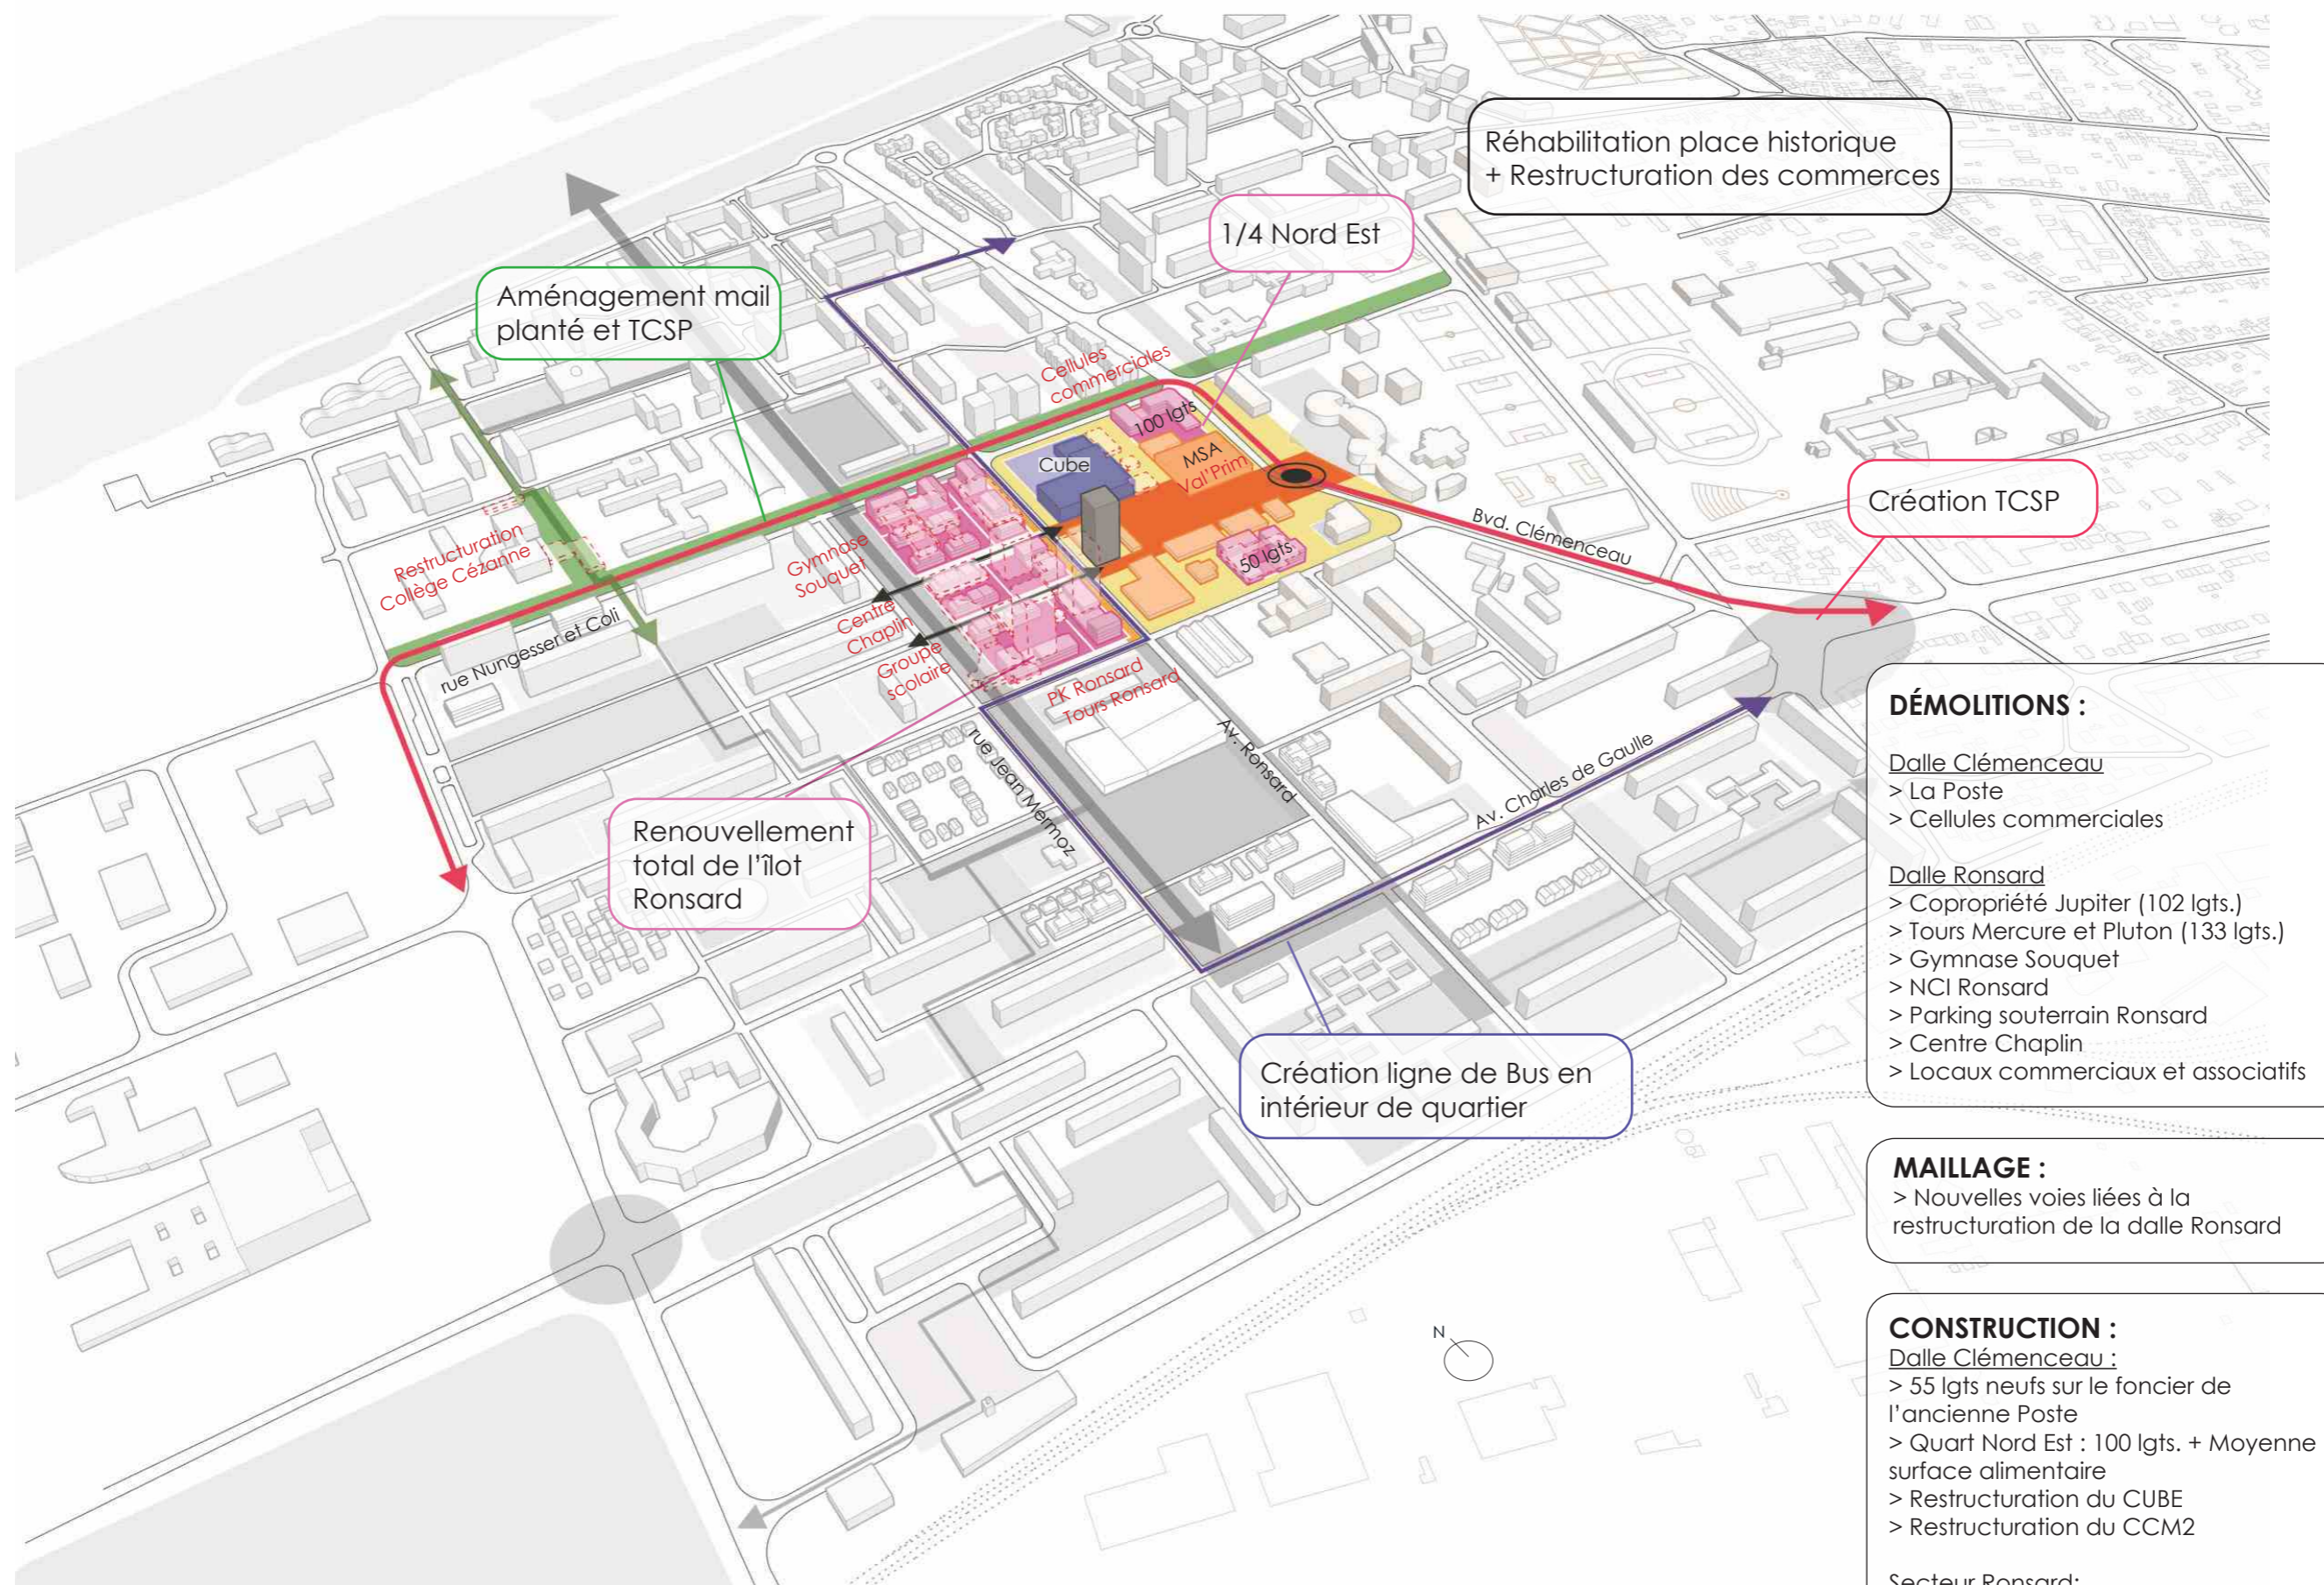 Réhabilitation place historique
+ Restructuration des commerces
1/4 Nord Est
Aménagement mail
planté et TCSP
Cellules
commerciales
100 lgts
Cube
MSA
Val'Prim
Création TCSP
Bvd. Clémenceau
50 lgts
Restructuration
Collège Cézanne
Gymnase
Souquet
Centre
Chaplin
Groupe
scolaire
rue Nungesser et Coli
PK Ronsard
Tours Ronsard
rue Jean Mermoz
Av. Ronsard
Av. Charles de Gaulle
Renouvellement
total de l'îlot
Ronsard
Création ligne de Bus en
intérieur de quartier
N
DÉMOLITIONS :
Dalle Clémenceau
> La Poste
> Cellules commerciales
Dalle Ronsard
> Copropriété Jupiter (102 lgts.)
> Tours Mercure et Pluton (133 lgts.)
> Gymnase Souquet
> NCI Ronsard
> Parking souterrain Ronsard
> Centre Chaplin
> Locaux commerciaux et associatifs
MAILLAGE :
> Nouvelles voies liées à la
restructuration de la dalle Ronsard
CONSTRUCTION :
Dalle Clémenceau :
> 55 lgts neufs sur le foncier de
l'ancienne Poste
> Quart Nord Est : 100 lgts. + Moyenne
surface alimentaire
> Restructuration du CUBE
> Restructuration du CCM2
Secteur Ronsard: